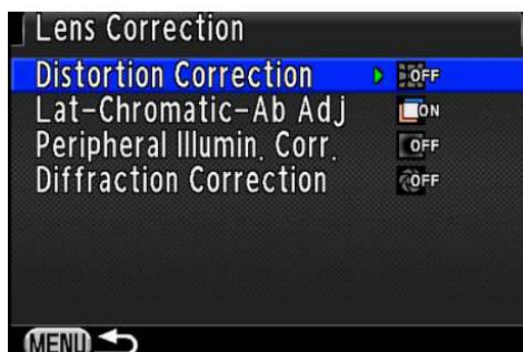 Lens Correction
Distortion Correction OFF
Lat-Chromatic-Ab Adj ON
Peripheral Illumin. Corr. OFF
Diffraction Correction OFF
MENU